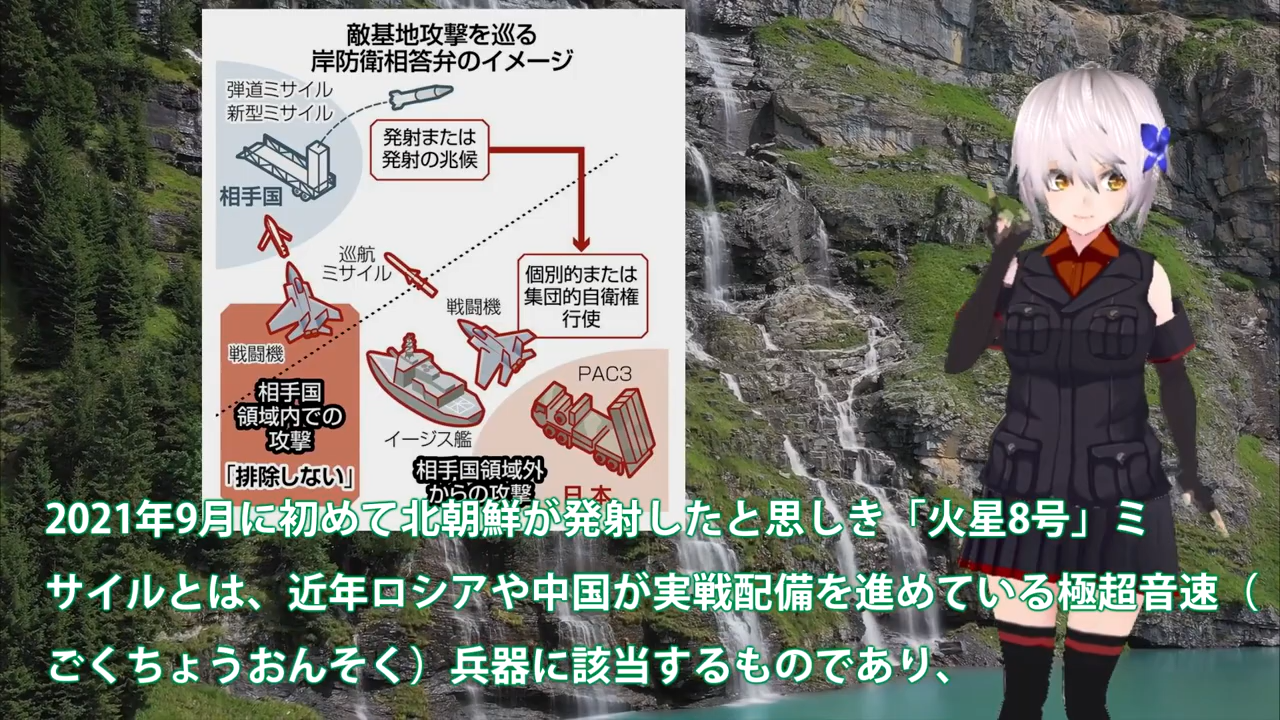 敵基地攻撃を巡る
岸防衛相答弁のイメージ
弾道ミサイル
新型ミサイル
発射または
発射の兆候
相手国
巡航
ミサイル
個別的または
集団的自衛権
行使
戦闘機
戦闘機
PAC3
相手国
領域内での
攻撃
イージス艦
「排除しない」
相手国領域外
からの攻撃
日本
2021年9月に初めて北朝鮮が発射したと思しき「火星8号」ミ
サイルとは、近年ロシアや中国が実戦配備を進めている極超音速（
ごくちょうおんそく）兵器に該当するものであり、